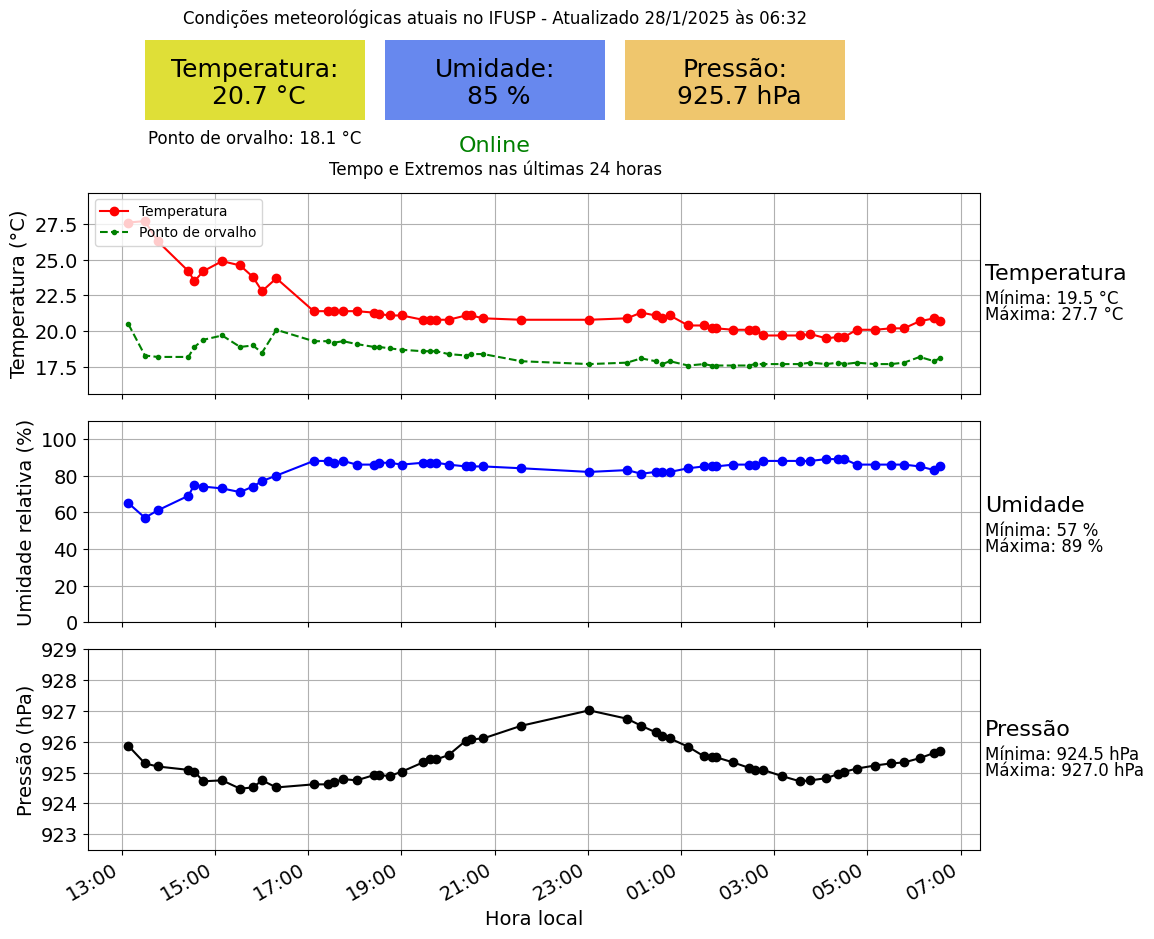 Condições meteorológicas atuais no IFUSP - Atualizado 28/1/2025 às 06:32
Temperatura:
20.7 °C
Umidade:
85 %
Pressão:
925.7 hPa
Ponto de orvalho: 18.1 °C
Online
Tempo e Extremos nas últimas 24 horas
Temperatura (°C)
27.5
25.0
22.5
20.0
17.5
Temperatura
Ponto de orvalho
Temperatura
Mínima: 19.5 °C
Máxima: 27.7 °C
Umidade relativa (%)
100
80
60
40
20
0
Umidade
Mínima: 57 %
Máxima: 89 %
Pressão (hPa)
929
928
927
926
925
924
923
Pressão
Mínima: 924.5 hPa
Máxima: 927.0 hPa
13:00 15:00 17:00 19:00 21:00 23:00 01:00 03:00 05:00 07:00
Hora local